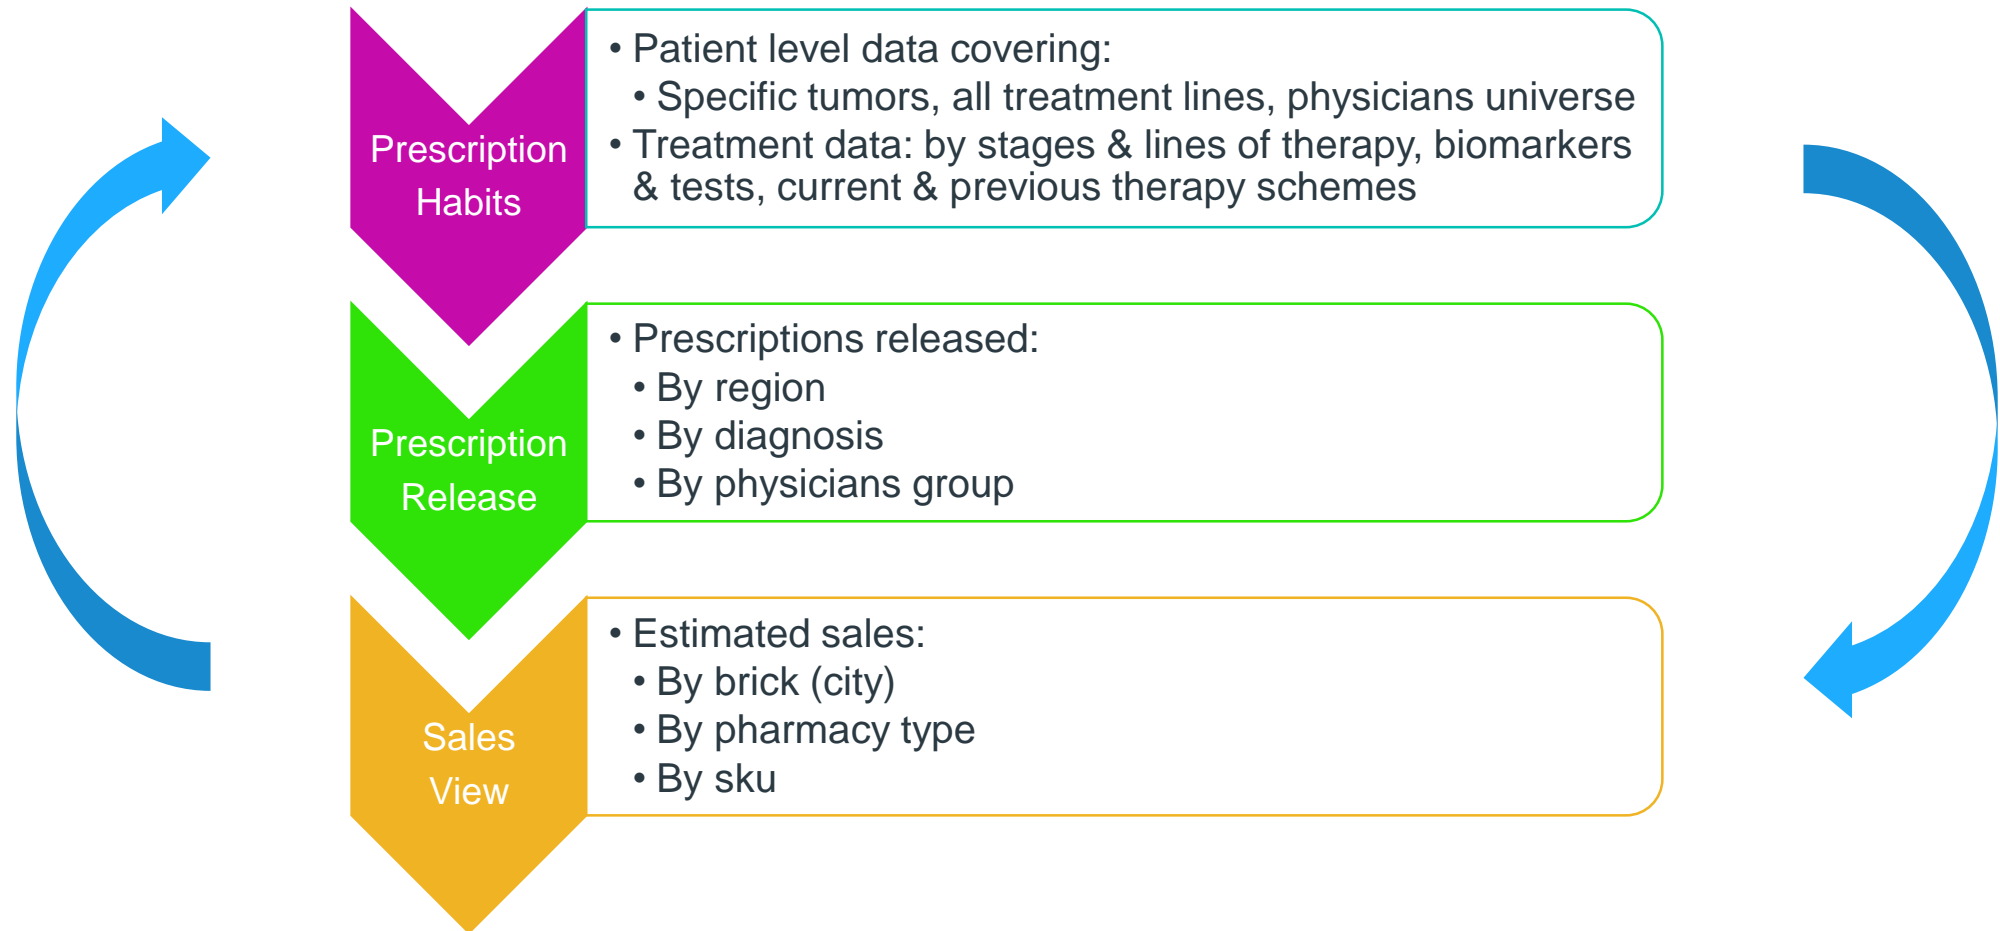 Prescription
Habits
• Patient level data covering:
• Specific tumors, all treatment lines, physicians universe
• Treatment data: by stages & lines of therapy, biomarkers
& tests, current & previous therapy schemes
Prescription
Release
• Prescriptions released:
• By region
• By diagnosis
• By physicians group
Sales
View
• Estimated sales:
• By brick (city)
• By pharmacy type
• By sku